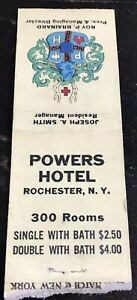 ROY P. BRAINARD
Pres. & Managing Director
JOSEPH A. SMITH
Resident Manager
POWERS
HOTEL
ROCHESTER, N. Y.
300 Rooms
SINGLE WITH BATH $2.50
DOUBLE WITH BATH $4.00
MATCH
NEW YORK